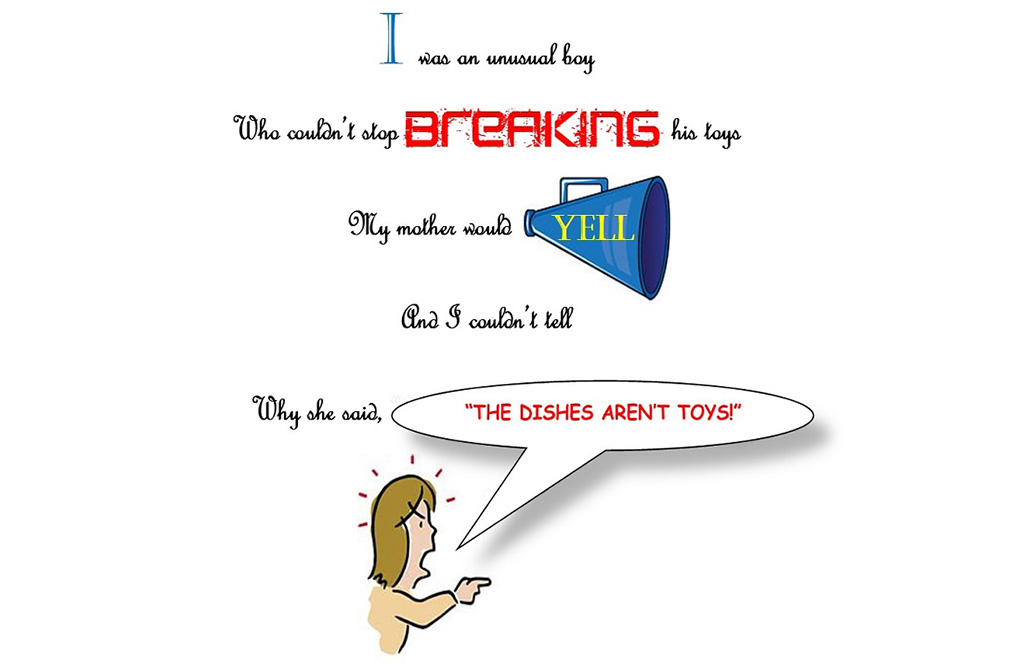 I was an unusual boy
Who couldn't stop BREAKING his toys
My mother would YELL
And I couldn't tell
Why she said, “THE DISHES AREN'T TOYS!”